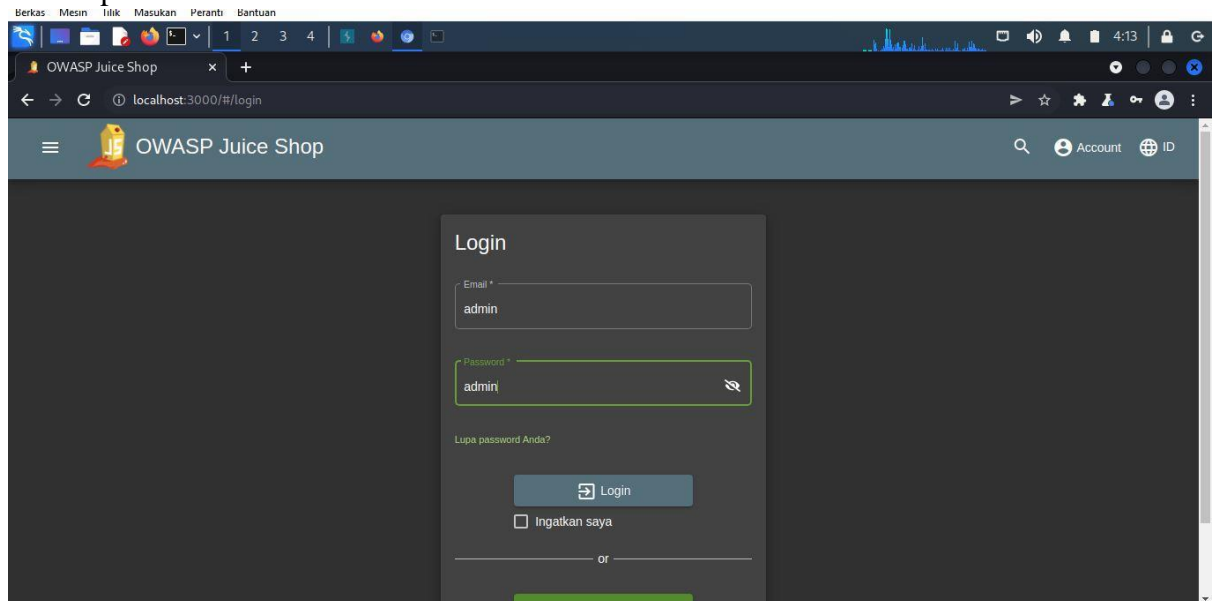 Berkas Mesin Tilik Masukan Peranti Bantuan
1 2 3 4 4:13
OWASP Juice Shop
localhost:3000/#/login
OWASP Juice Shop Account ID
Login
Email *
admin
Password *
admin
Lupa password Anda?
Login
Ingatkan saya
or